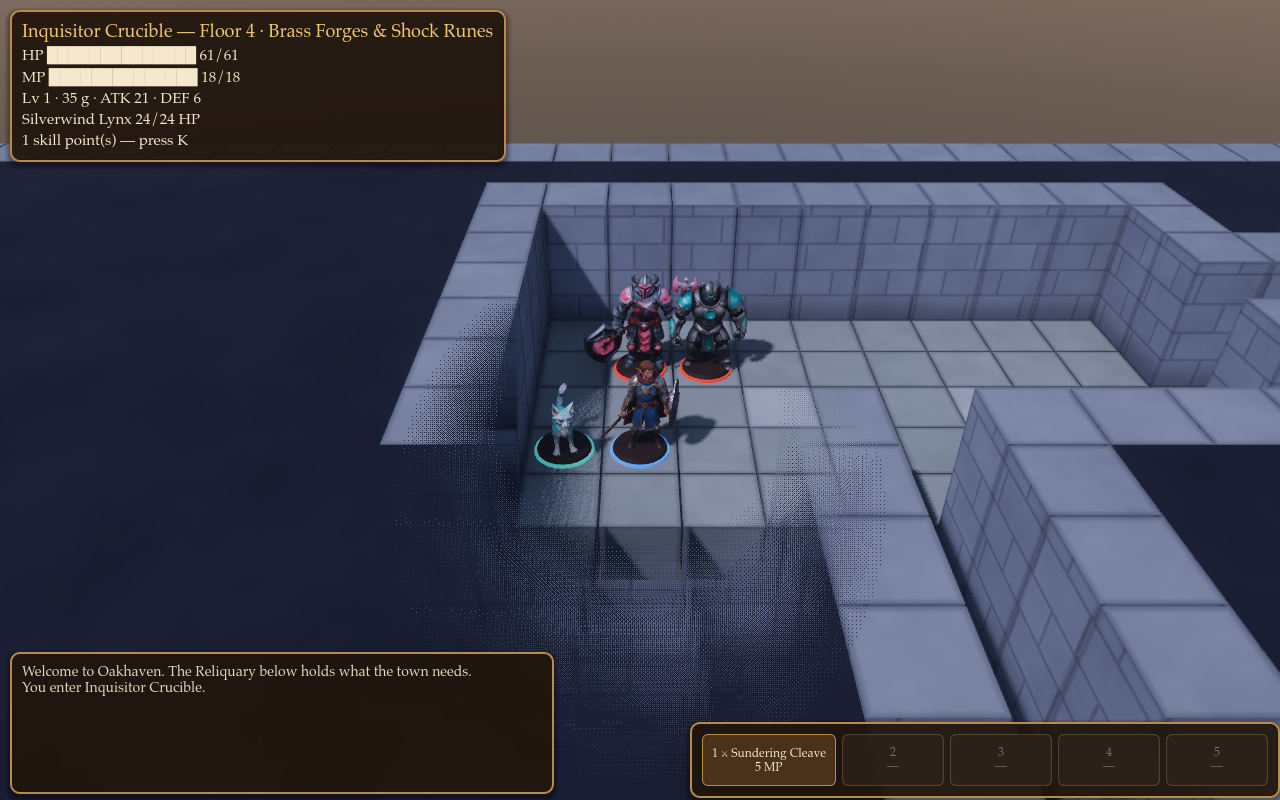 Inquisitor Crucible — Floor 4 · Brass Forges & Shock Runes
HP 61/61
MP 18/18
Lv 1 · 35 g · ATK 21 · DEF 6
Silverwind Lynx 24/24 HP
1 skill point(s) — press K
Welcome to Oakhaven. The Reliquary below holds what the town needs.
You enter Inquisitor Crucible.
1 ⚔ Sundering Cleave
5 MP
2
—
3
—
4
—
5
—